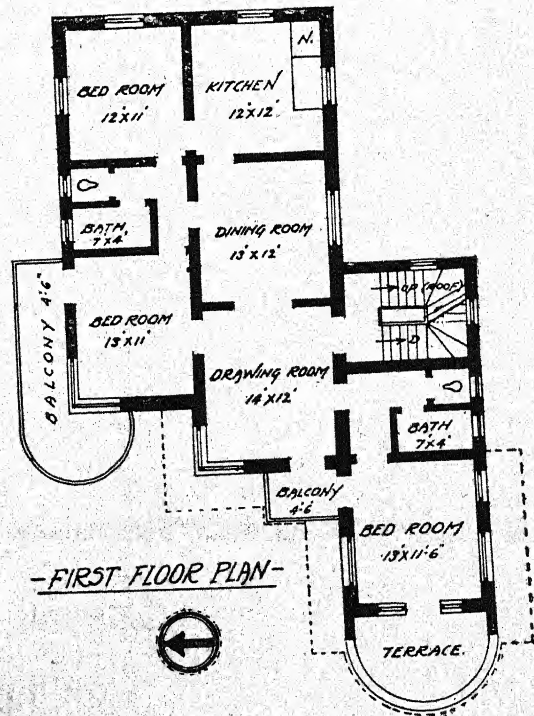 BED ROOM
12'X11'
KITCHEN
12'X12'
N.
BATH,
7'X4'
DINING ROOM
13'X12'
UP (ROOF)
D
BALCONY 4'-6"
BED ROOM
13'X11'
DRAWING ROOM
14'X12'
BATH
7'X4'
BALCONY
4'-6
BED ROOM
13'X11'-6"
-FIRST FLOOR PLAN-
TERRACE.